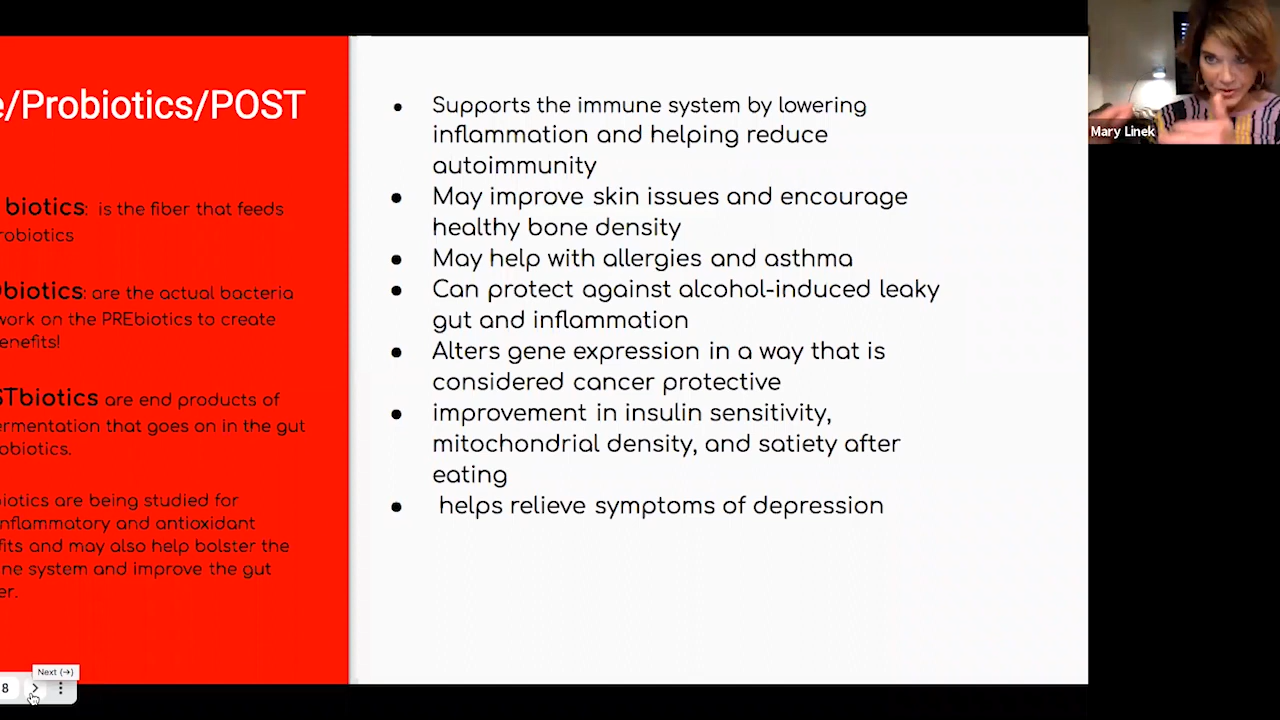 e/Probiotics/POST
biotics: is the fiber that feeds
robiotics
biotics: are the actual bacteria
work on the PREbiotics to create
enefits!
STbiotics are end products of
ermentation that goes on in the gut
obiotics.
iotics are being studied for
nflammatory and antioxidant
fits and may also help bolster the
ne system and improve the gut
er.
• Supports the immune system by lowering
inflammation and helping reduce
autoimmunity
• May improve skin issues and encourage
healthy bone density
• May help with allergies and asthma
• Can protect against alcohol-induced leaky
gut and inflammation
• Alters gene expression in a way that is
considered cancer protective
• improvement in insulin sensitivity,
mitochondrial density, and satiety after
eating
• helps relieve symptoms of depression
Mary Linek
Next (→)
8